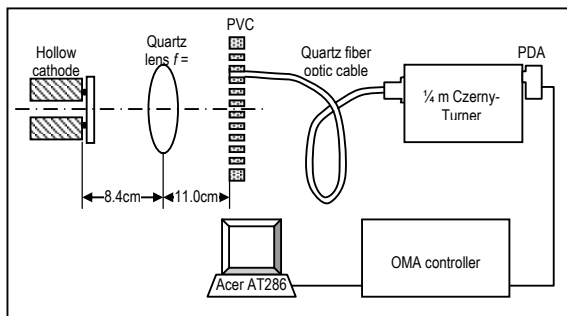 PVC
Hollow
cathode
Quartz
lens f =
Quartz fiber
optic cable
PDA
¼ m Czerny-
Turner
8.4cm
11.0cm
Acer AT286
OMA controller